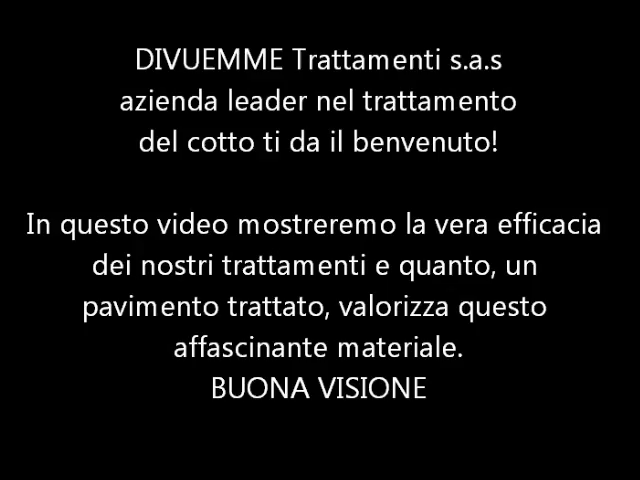 DIVUEMME Trattamenti s.a.s
azienda leader nel trattamento
del cotto ti da il benvenuto!
In questo video mostreremo la vera efficacia
dei nostri trattamenti e quanto, un
pavimento trattato, valorizza questo
affascinante materiale.
BUONA VISIONE